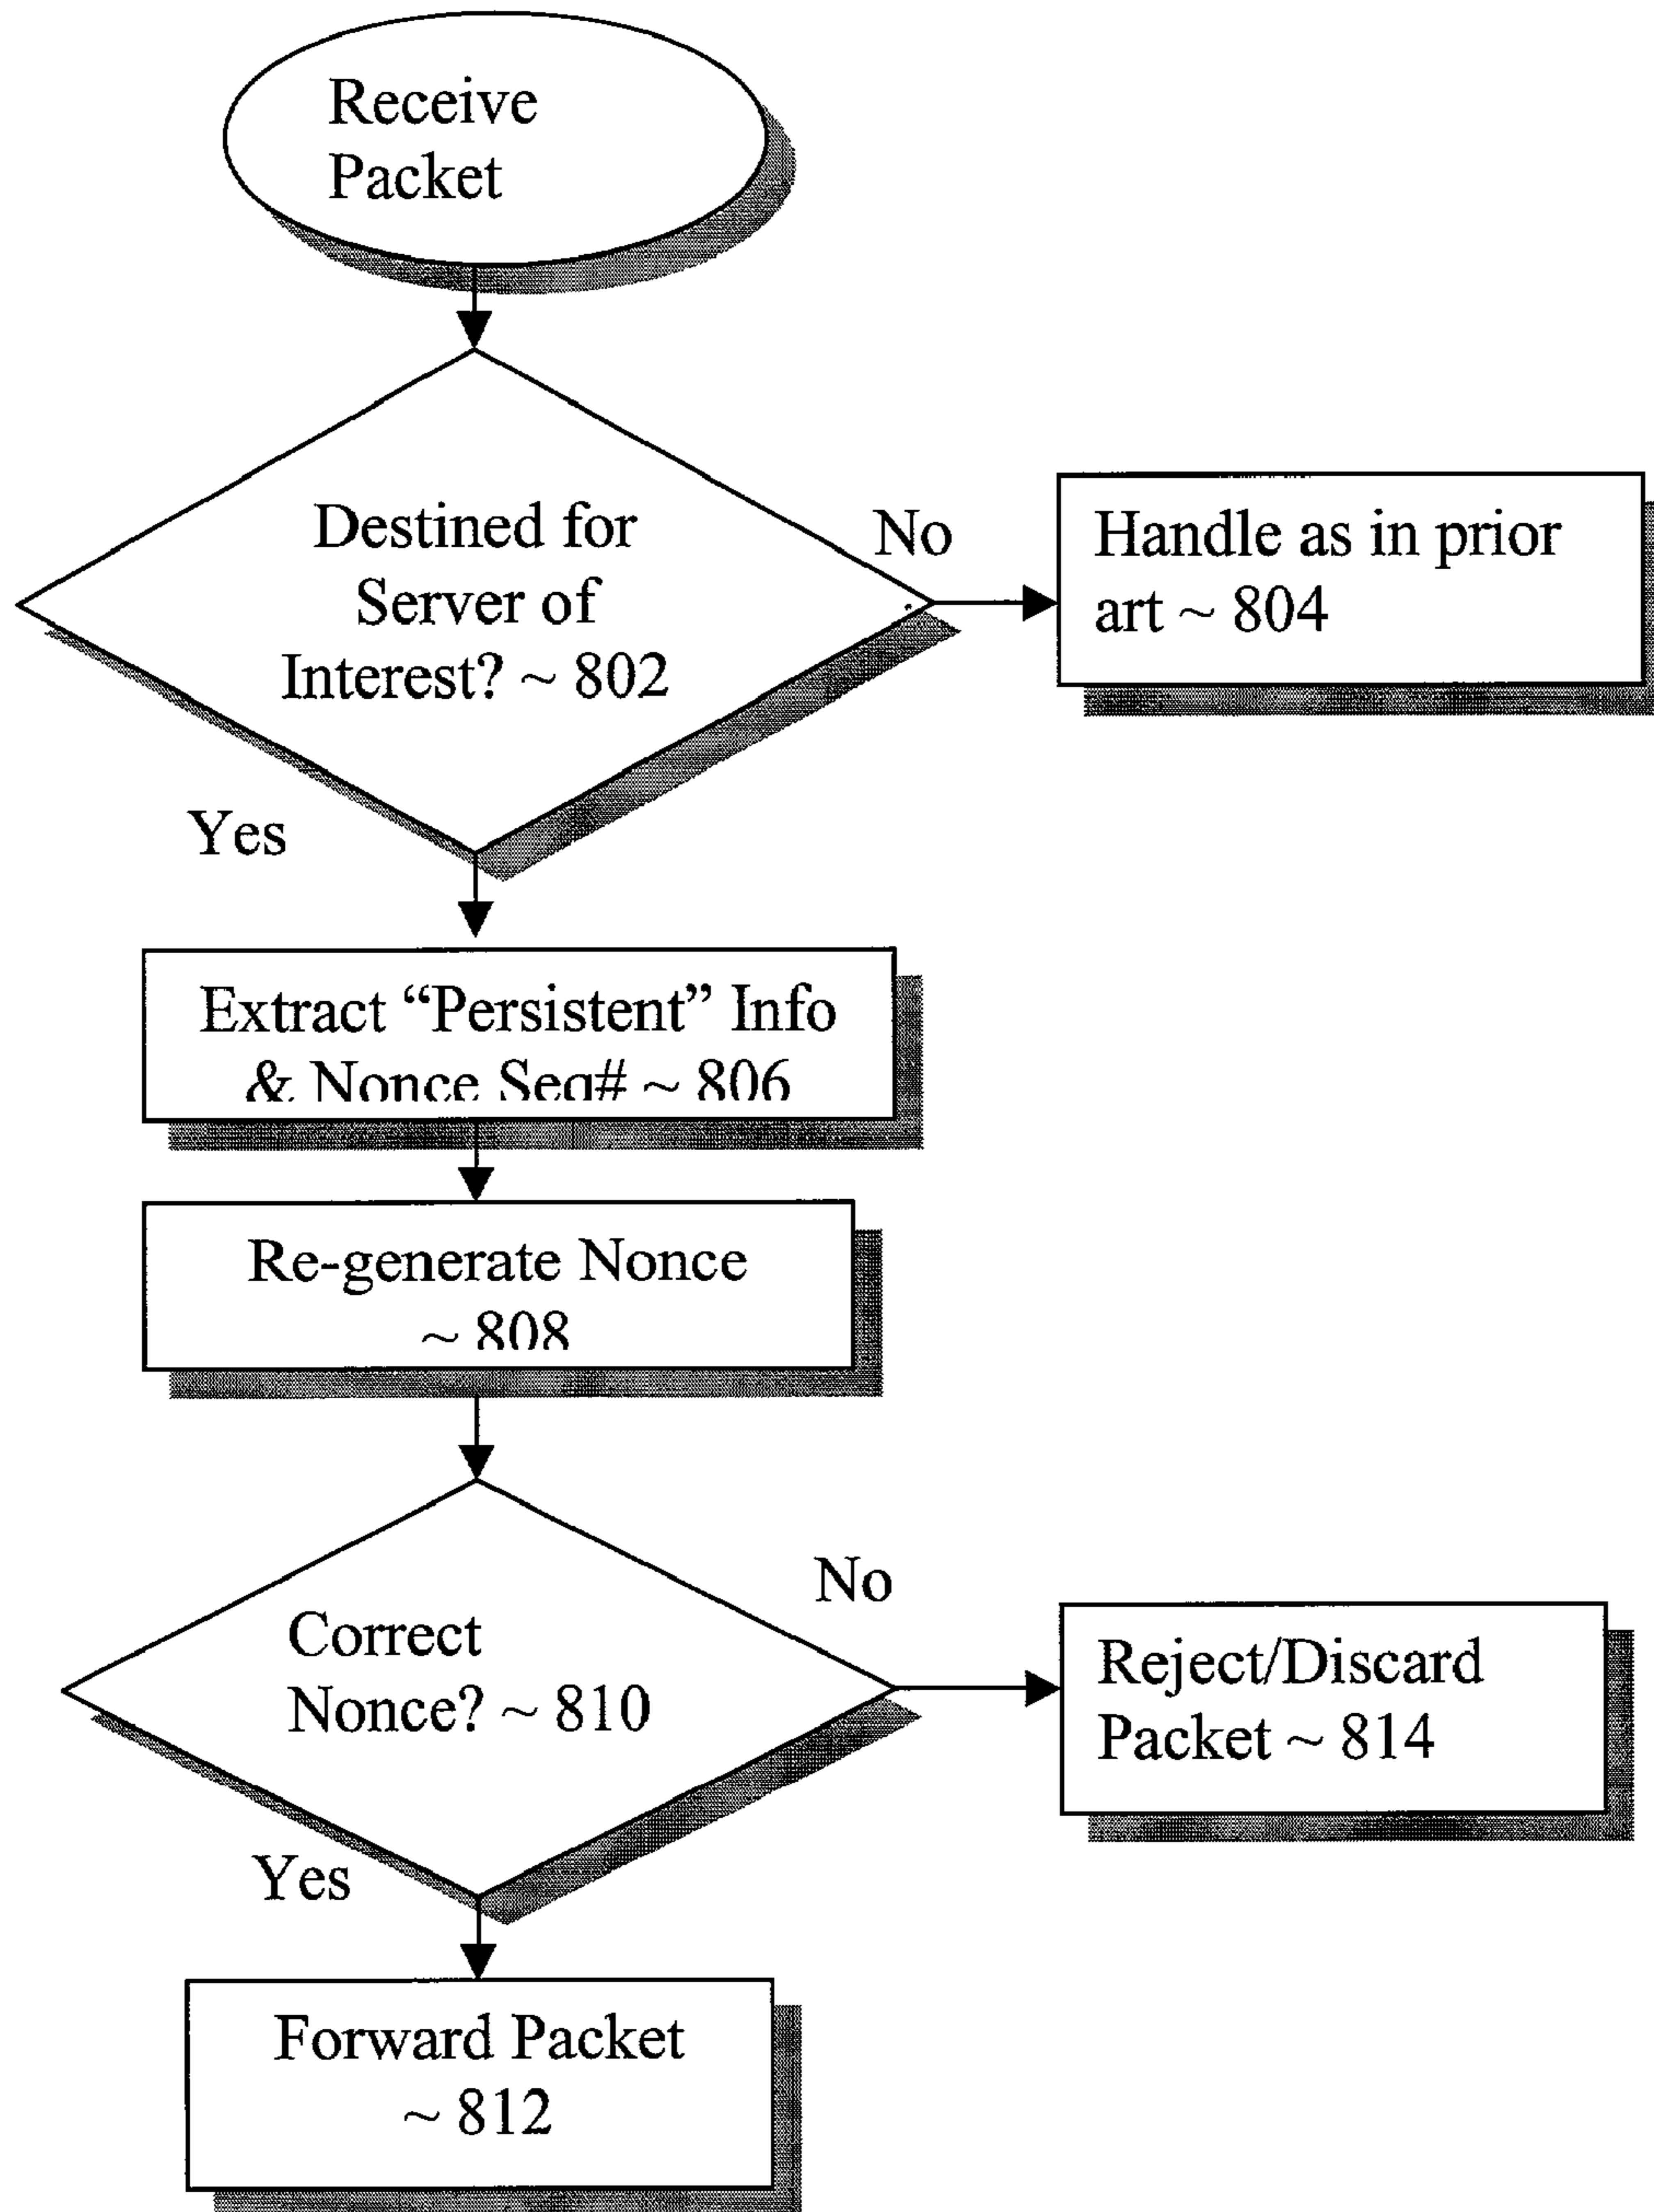 Receive
Packet
Destined for
Server of
Interest? ~ 802
No
Handle as in prior
art ~ 804
Yes
Extract “Persistent” Info
& Nonce Seq# ~ 806
Re-generate Nonce
~ 808
Correct
Nonce? ~ 810
No
Reject/Discard
Packet ~ 814
Yes
Forward Packet
~ 812